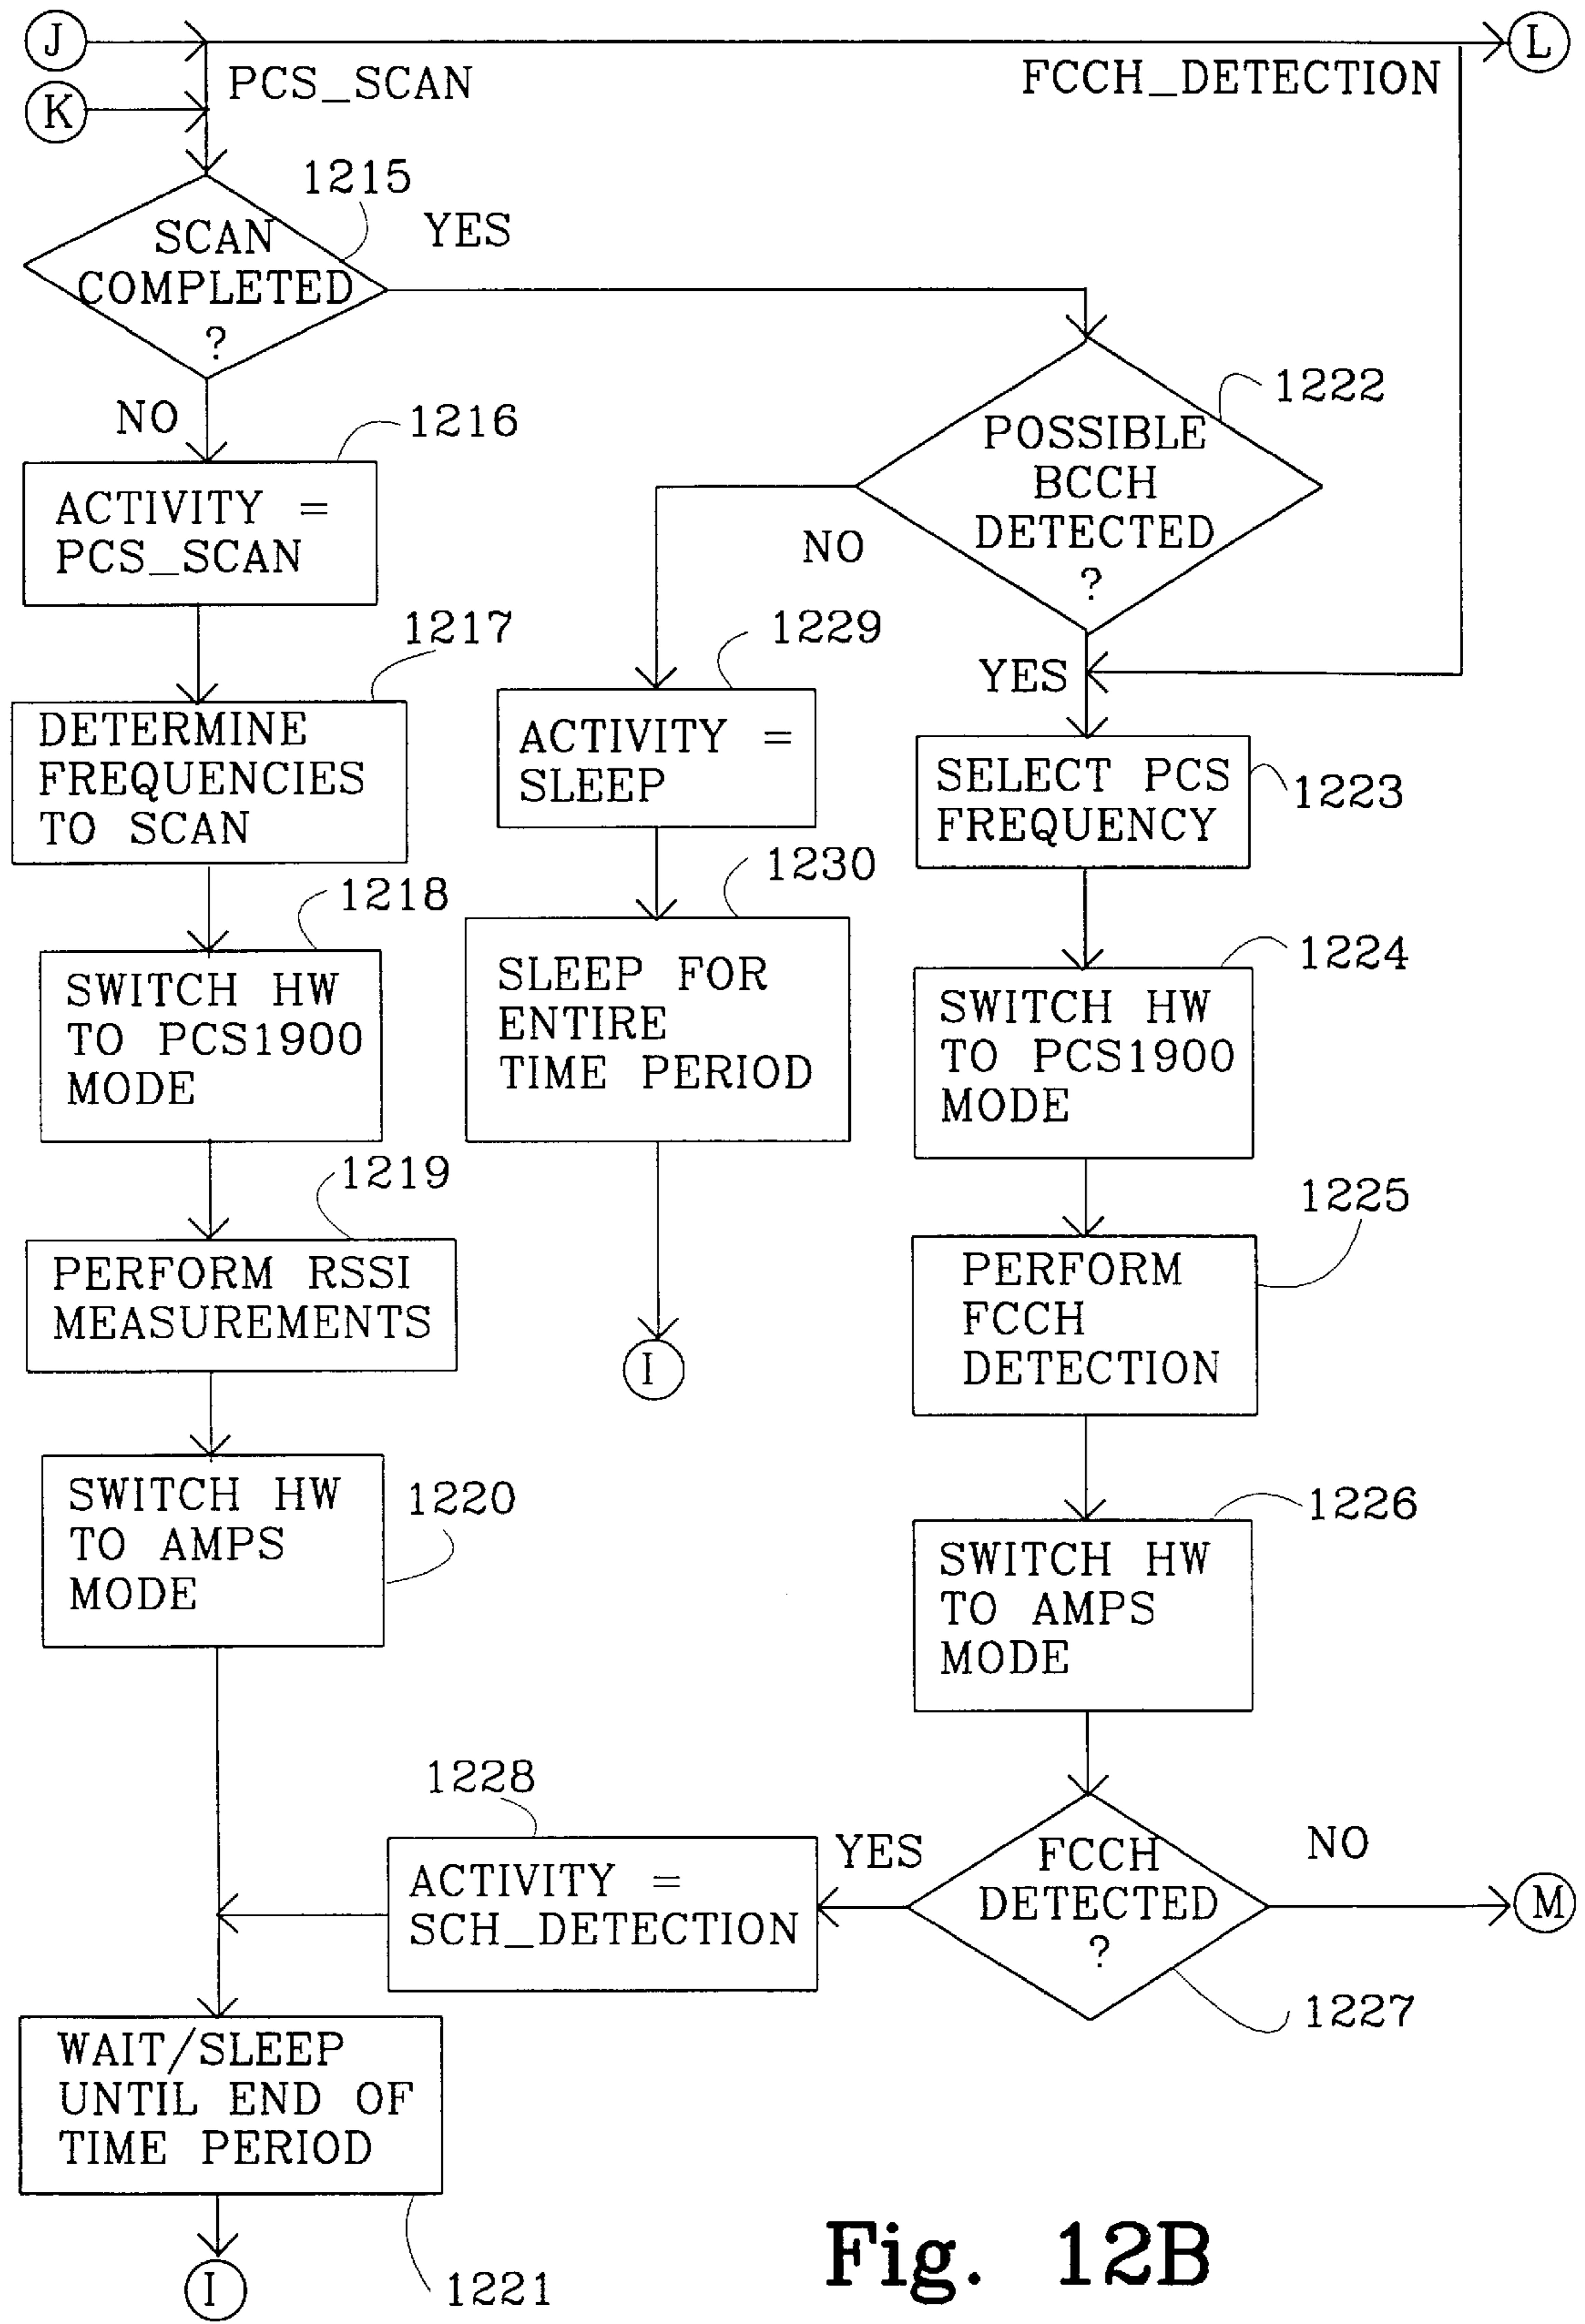 J
L
PCS_SCAN
FCCH_DETECTION
K
1215
SCAN
COMPLETED
?
YES
NO
1216
ACTIVITY =
PCS_SCAN
1217
DETERMINE
FREQUENCIES
TO SCAN
1218
SWITCH HW
TO PCS1900
MODE
1219
PERFORM RSSI
MEASUREMENTS
SWITCH HW
TO AMPS
MODE
1220
1222
POSSIBLE
BCCH
DETECTED
?
NO
YES
1229
ACTIVITY =
SLEEP
1230
SLEEP FOR
ENTIRE
TIME PERIOD
I
SELECT PCS
FREQUENCY
1223
1224
SWITCH HW
TO PCS1900
MODE
1225
PERFORM
FCCH
DETECTION
1226
SWITCH HW
TO AMPS
MODE
FCCH
DETECTED
?
YES
NO
M
1227
1228
ACTIVITY =
SCH_DETECTION
WAIT/SLEEP
UNTIL END OF
TIME PERIOD
1221
I
Fig. 12B